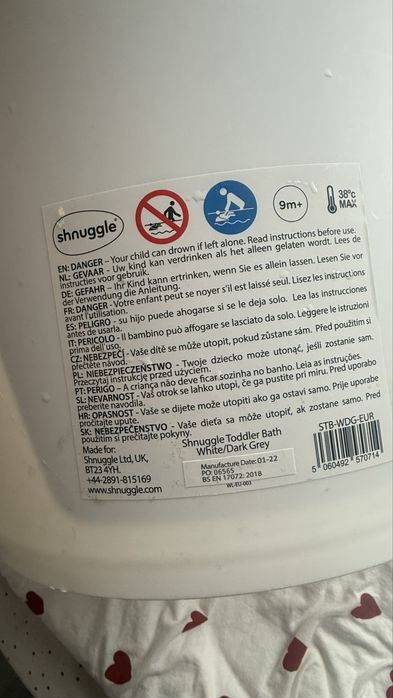 shnuggle®
9m+
38°C
MAX
EN: DANGER – Your child can drown if left alone. Read instructions before use.
NL: GEVAAR - Uw kind kan verdrinken als het alleen gelaten wordt. Lees de
instructies voor gebruik.
DE: GEFAHR – Ihr Kind kann ertrinken, wenn Sie es allein lassen. Lesen Sie vor
der Verwendung die Anleitung.
FR: DANGER - Votre enfant peut se noyer s'il est laissé seul. Lisez les instructions
avant l'utilisation.
ES: PELIGRO - su hijo puede ahogarse si se le deja solo. Lea las instrucciones
antes de usarla.
IT: PERICOLO - Il bambino può affogare se lasciato da solo. Leggere le istruzioni
prima dell'uso.
CZ: NEBEZPEČÍ - Vaše dítě se může utopit, pokud zůstane sám. Před použitím si
přečtěte návod.
PL: NIEBEZPIECZEŃSTWO - Twoje dziecko może utonąć, jeśli zostanie sam.
Przeczytaj instrukcje przed użyciem.
PT: PERIGO – A criança não deve ficar sozinha no banho. Leia as instruções.
SL: NEVARNOST - Vaš otrok se lahko utopi, če ga pustite pri miru. Pred uporabo
preberite navodila.
HR: OPASNOST - Vaše se dijete može utopiti ako ga ostavi samo. Prije uporabe
pročitajte upute.
SK: NEBEZPEČENSTVO - Vaše dieťa sa môže utopiť, ak zostane samo. Pred
použitím si prečítajte pokyny.
Made for:
Shnuggle Ltd, UK,
BT23 4YH.
+44-2891-815169
www.shnuggle.com
Shnuggle Toddler Bath
White/Dark Grey
Manufacture Date: 01-22
PO: 06565
BS EN 17072: 2018
WL-EU-003
STB-WDG-EUR
5 060492 570714